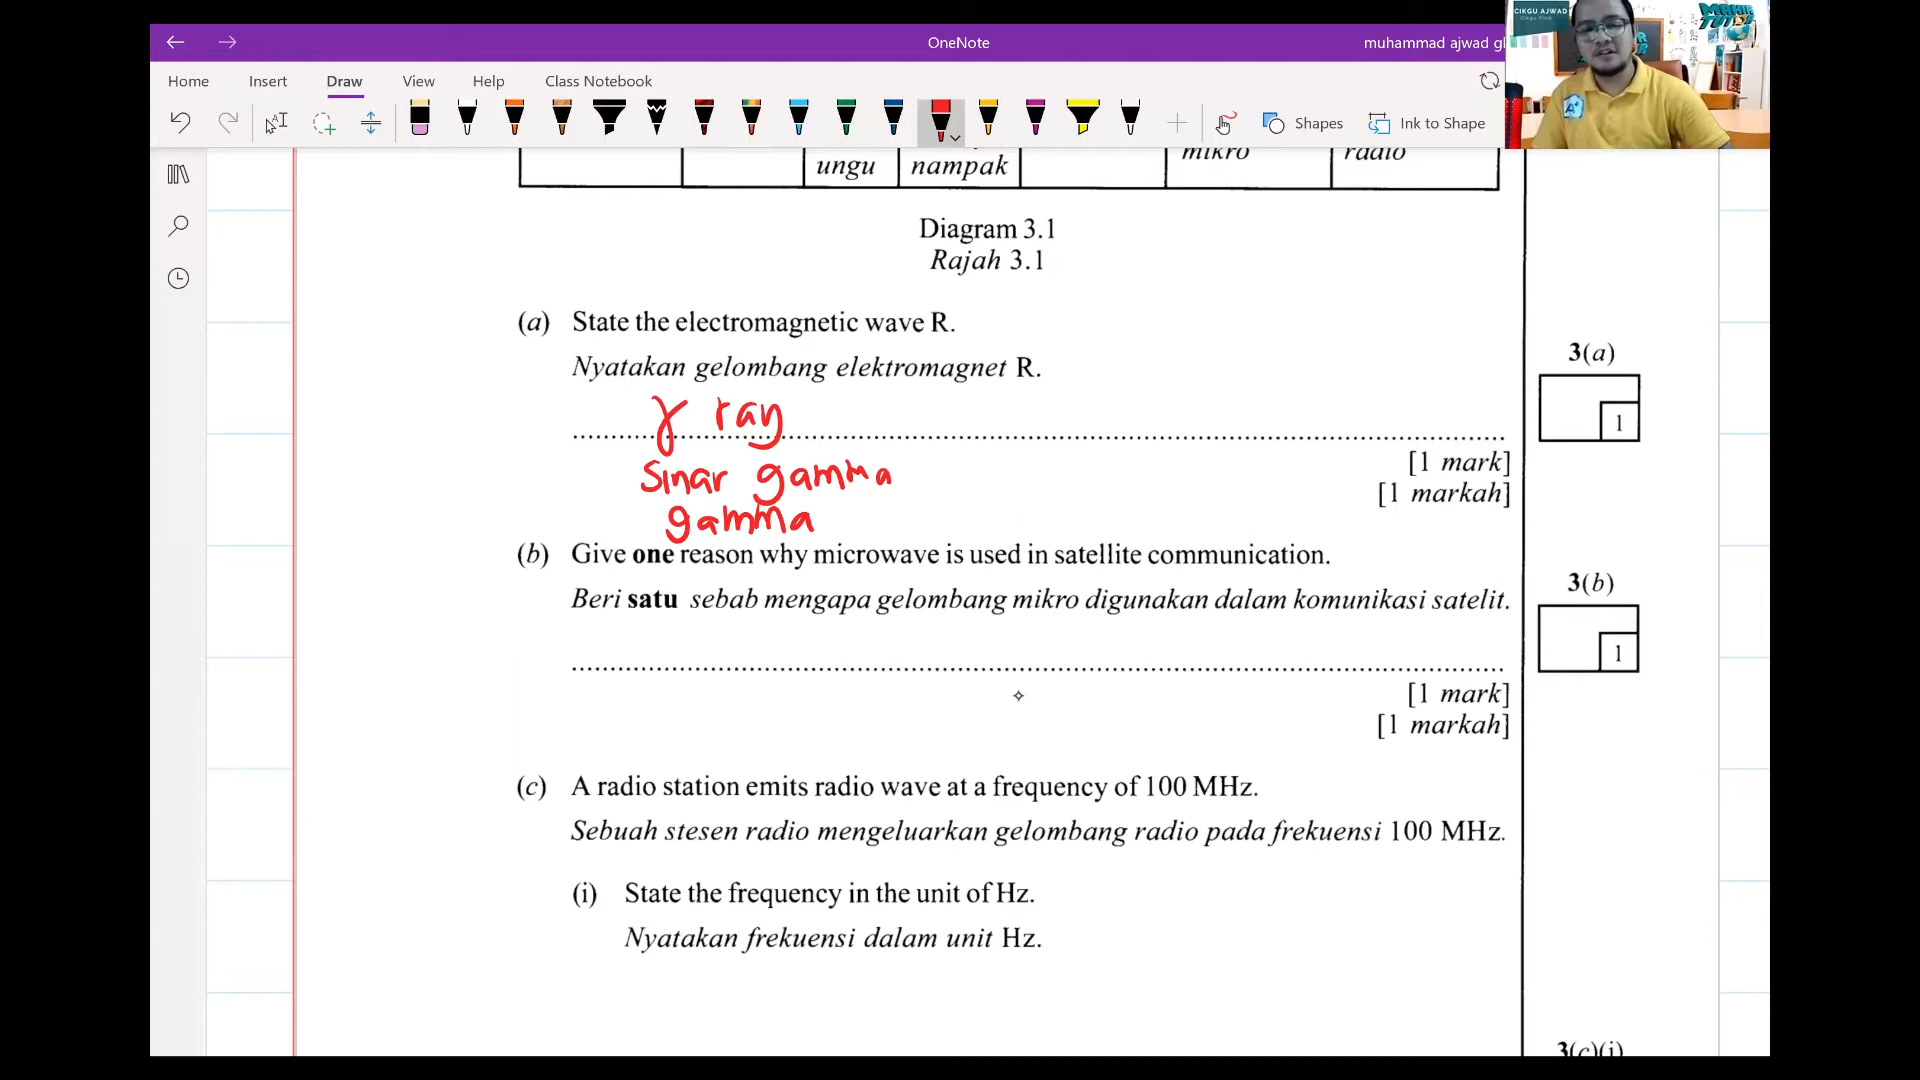 OneNote
muhammad ajwad gl
CIKGU AJWAD
Cikgu Fizik
Home Insert Draw View Help Class Notebook
Shapes Ink to Shape
ungu nampak mikro radio
Diagram 3.1
Rajah 3.1
(a) State the electromagnetic wave R.
Nyatakan gelombang elektromagnet R.
3(a)
γ ray
1
sinar gamma
[1 mark]
[1 markah]
gamma
(b) Give one reason why microwave is used in satellite communication.
Beri satu sebab mengapa gelombang mikro digunakan dalam komunikasi satelit.
3(b)
1
[1 mark]
[1 markah]
(c) A radio station emits radio wave at a frequency of 100 MHz.
Sebuah stesen radio mengeluarkan gelombang radio pada frekuensi 100 MHz.
(i) State the frequency in the unit of Hz.
Nyatakan frekuensi dalam unit Hz.
3(c)(i)